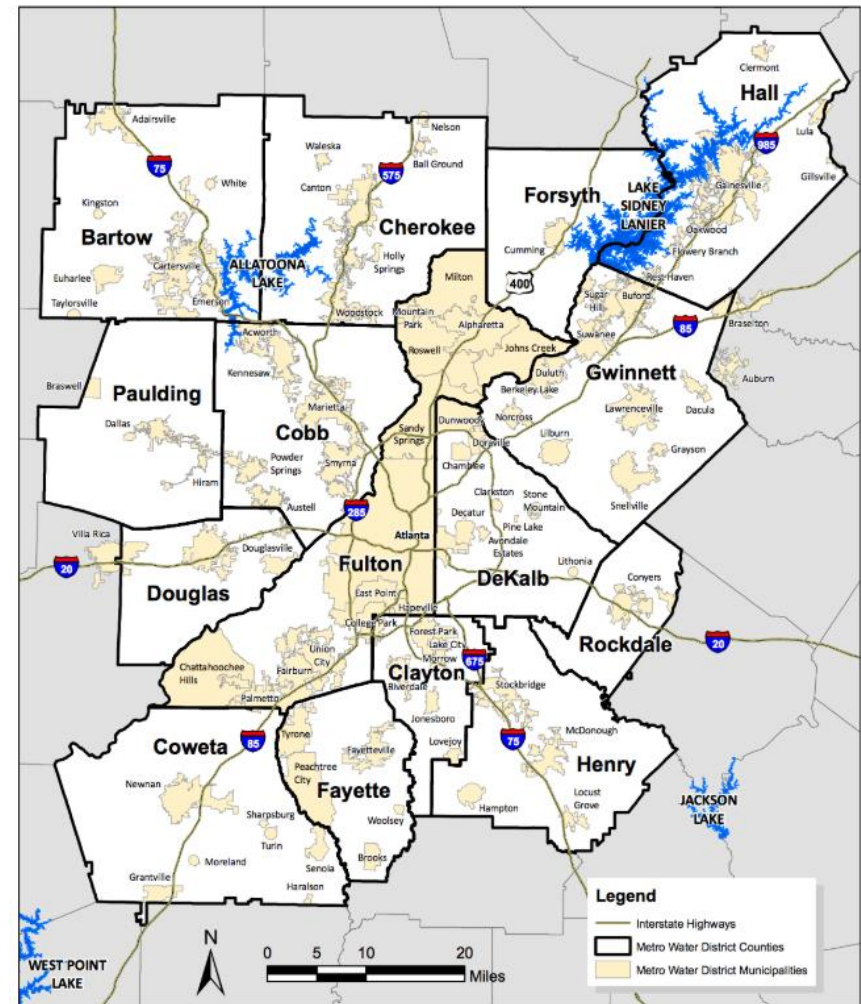 Clermont
Hall
Nelson
Adairsville
Lula
985
Waleska
Ball Ground
75
575
Gainesville
White
Canton
Forsyth
Gillsville
LAKE
SIDNEY
LANIER
Kingston
Cherokee
Oakwood
Bartow
Flowery Branch
Cumming
Holly
Springs
ALLATOONA
LAKE
Cartersville
Rest Haven
Euharlee
400
Milton
Sugar
Hill
Buford
Taylorsville
Emerson
Woodstock
Mountain
Park
Alpharetta
85
Braselton
Acworth
Suwanee
Roswell
Johns Creek
Kennesaw
Duluth
Gwinnett
Auburn
Braswell
Paulding
Berkeley Lake
Marietta
Dunwoody
Norcross
Lawrenceville
Dacula
Dallas
Cobb
Sandy
Springs
Doraville
Lilburn
Powder
Springs
Smyrna
Chamblee
Grayson
Hiram
Clarkston
Stone
Mountain
Snellville
Austell
285
Decatur
Pine Lake
Villa Rica
Atlanta
Avondale
Estates
Douglasville
Fulton
Lithonia
20
DeKalb
Conyers
Douglas
East Point
Hapeville
College Park
Rockdale
20
Forest Park
Union
City
Lake City
Chattahoochee
Hills
Morrow
675
Fairburn
Clayton
Palmetto
Riverdale
Stockbridge
Jonesboro
Coweta
85
Tyrone
McDonough
Fayetteville
Lovejoy
75
Peachtree
City
Henry
Newnan
Fayette
JACKSON
LAKE
Hampton
Locust
Grove
Sharpsburg
Woolsey
Turin
Moreland
Brooks
Senoia
Grantville
Haralson
Legend
Interstate Highways
Metro Water District Counties
Metro Water District Municipalities
N
0 5 10 20
Miles
WEST POINT
LAKE